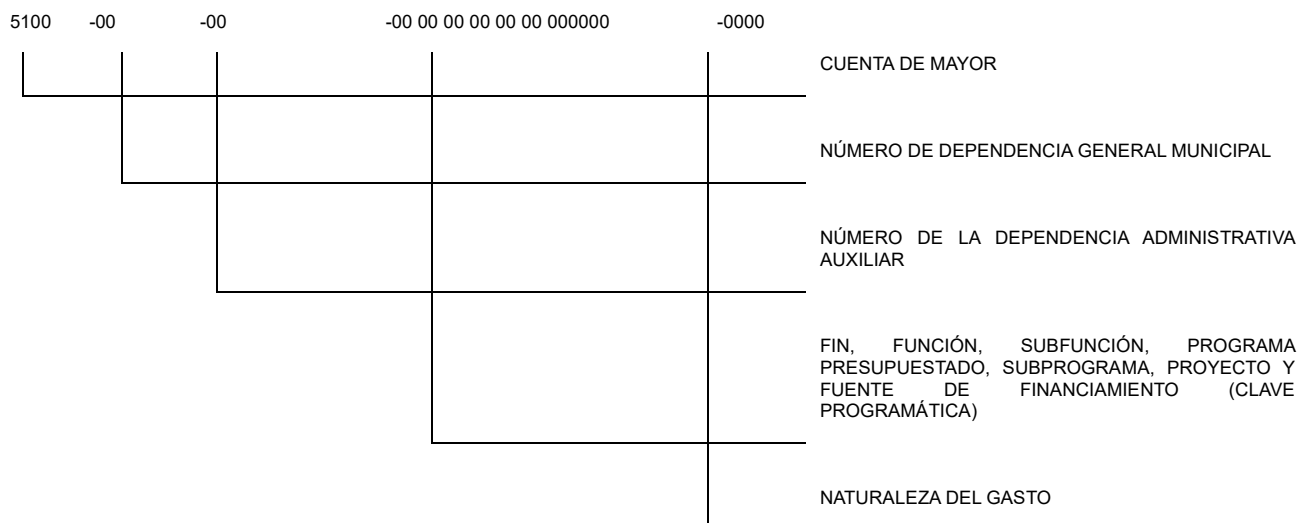 5100 -00 -00 -00 00 00 00 00 00 000000 -0000
CUENTA DE MAYOR
NÚMERO DE DEPENDENCIA GENERAL MUNICIPAL
NÚMERO DE LA DEPENDENCIA ADMINISTRATIVA
AUXILIAR
FIN, FUNCIÓN, SUBFUNCIÓN, PROGRAMA
PRESUPUESTADO, SUBPROGRAMA, PROYECTO Y
FUENTE DE FINANCIAMIENTO (CLAVE
PROGRAMÁTICA)
NATURALEZA DEL GASTO